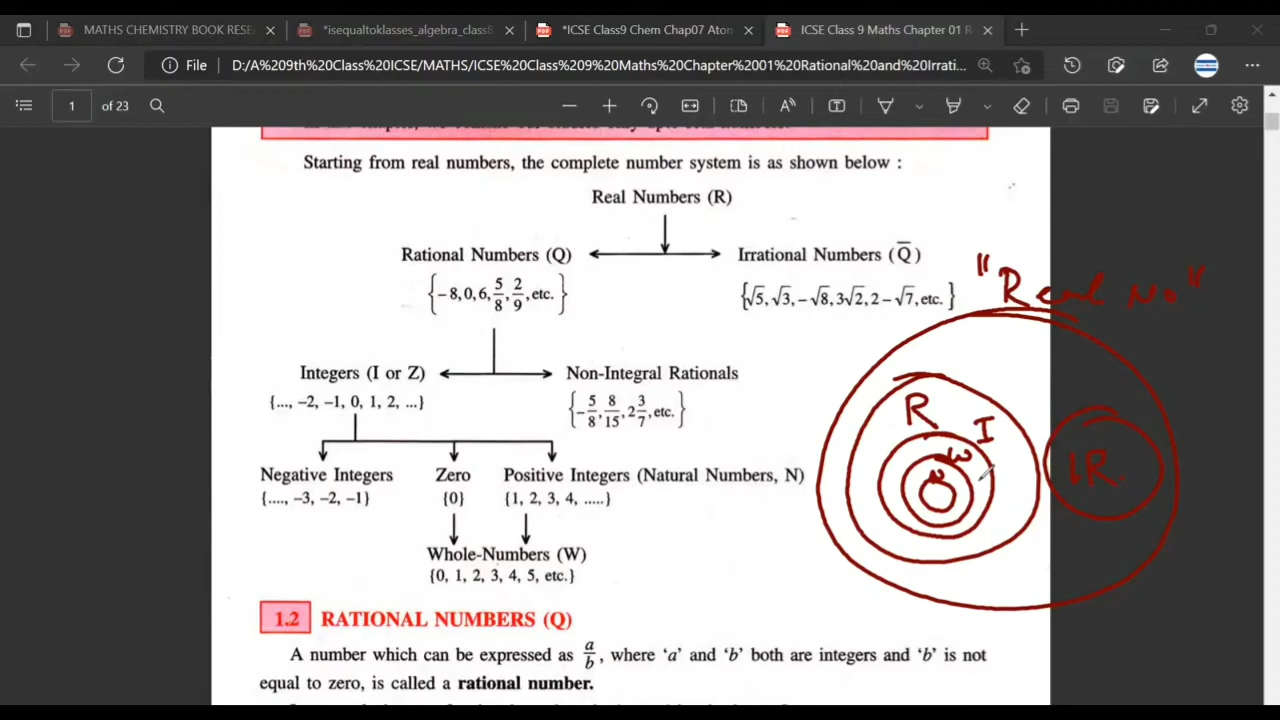 MATHS CHEMISTRY BOOK RESE
*isequaltoklasses_algebra_class8
*ICSE Class9 Chem Chap07 Aton
ICSE Class 9 Maths Chapter 01 R
File D:/A%209th%20Class%20ICSE/MATHS/ICSE%20Class%209%20Maths%20Chapter%2001%20Rational%20and%20Irrati...
1 of 23
Starting from real numbers, the complete number system is as shown below :
Real Numbers (R)
Rational Numbers (Q)
Irrational Numbers (Q̅)
{-8, 0, 6, 5/8, 2/9, etc.}
{√5, √3, -√8, 3√2, 2-√7, etc.}
"Real No"
Integers (I or Z)
Non-Integral Rationals
{..., -2, -1, 0, 1, 2, ...}
{-5/8, 8/15, 2 3/7, etc.}
R
I
W
N
IR
Negative Integers
Zero
Positive Integers (Natural Numbers, N)
{...., -3, -2, -1}
{0}
{1, 2, 3, 4, .....}
Whole-Numbers (W)
{0, 1, 2, 3, 4, 5, etc.}
1.2 RATIONAL NUMBERS (Q)
A number which can be expressed as a/b, where 'a' and 'b' both are integers and 'b' is not
equal to zero, is called a rational number.